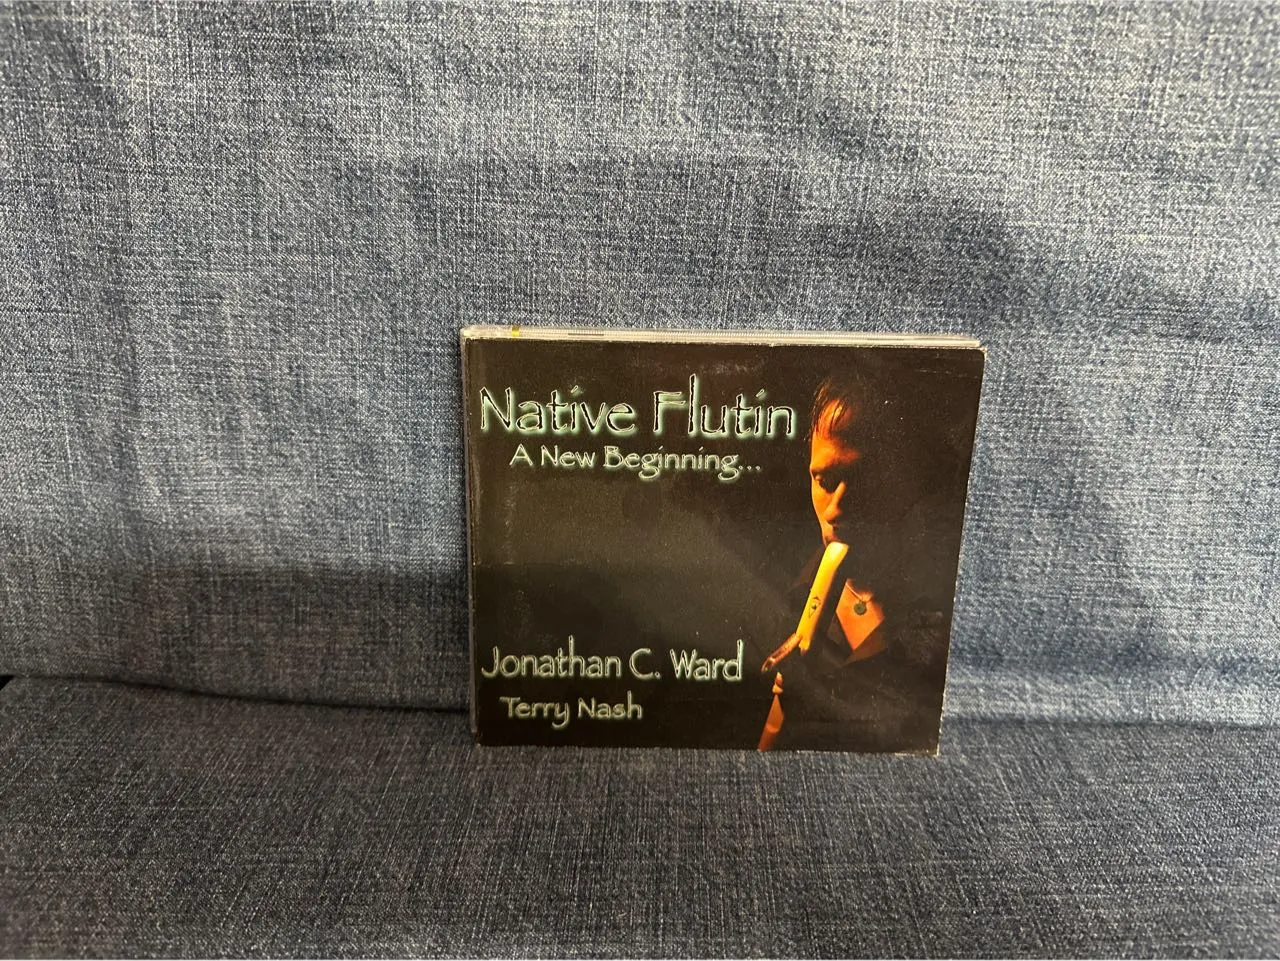 Native Flutin
A New Beginning...
Jonathan C. Ward
Terry Nash